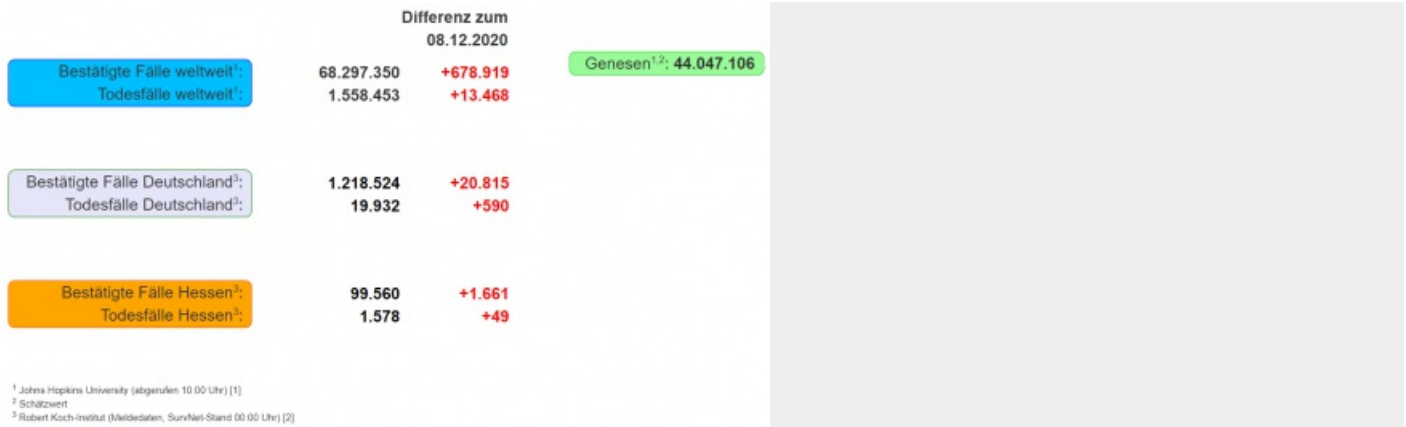 Differenz zum
08.12.2020
Genesen¹,²: 44.047.106
Bestätigte Fälle weltweit¹: 68.297.350 +678.919
Todesfälle weltweit¹: 1.558.453 +13.468
Bestätigte Fälle Deutschland³: 1.218.524 +20.815
Todesfälle Deutschland³: 19.932 +590
Bestätigte Fälle Hessen³: 99.560 +1.661
Todesfälle Hessen³: 1.578 +49
¹ Johns Hopkins University (abgerufen 10:00 Uhr) [1]
² Schätzwert
³ Robert Koch-Institut (Meldedaten, SurvNet-Stand 00:00 Uhr) [2]